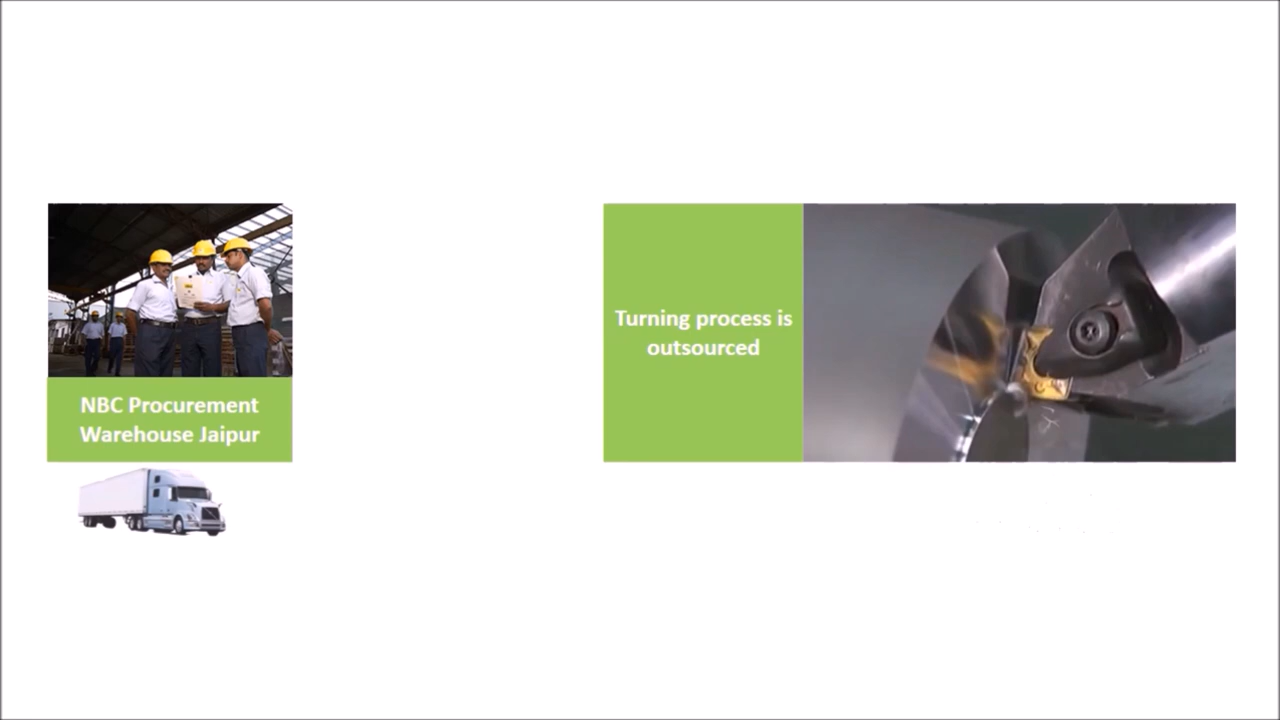 NBC Procurement
Warehouse Jaipur
Turning process is
outsourced